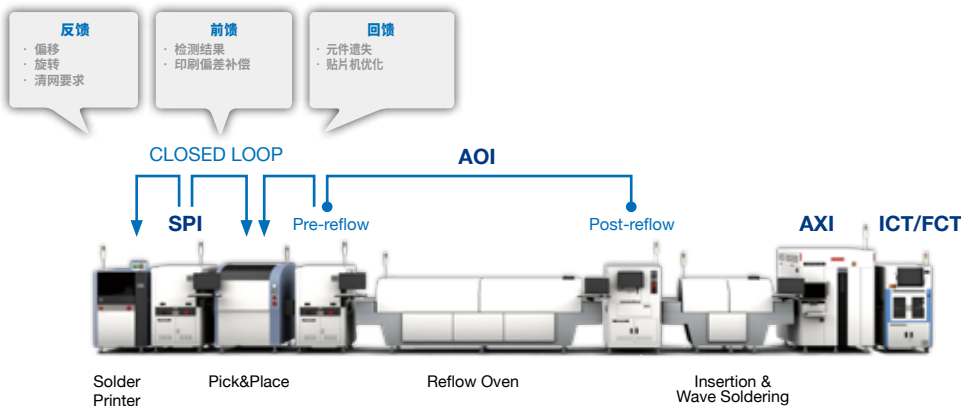 反馈
· 偏移
· 旋转
· 清网要求
前馈
· 检测结果
· 印刷偏差补偿
回馈
· 元件遗失
· 贴片机优化
CLOSED LOOP
AOI
SPI
Pre-reflow
Post-reflow
AXI
ICT/FCT
Solder
Printer
Pick&Place
Reflow Oven
Insertion &
Wave Soldering